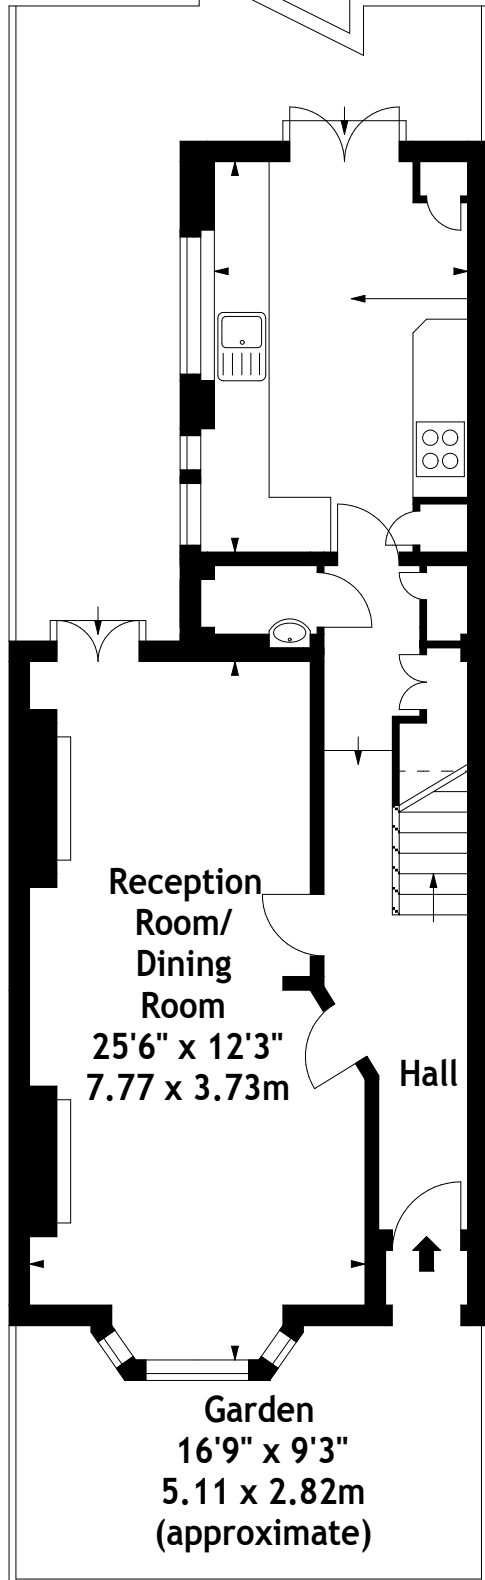 Reception
Room/
Dining
Room
25'6" x 12'3"
7.77 x 3.73m
Hall
Garden
16'9" x 9'3"
5.11 x 2.82m
(approximate)